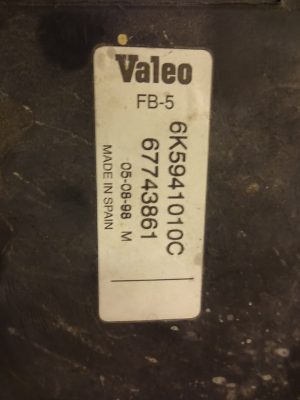 Valeo
FB-5
6K5941010C
67743861
05-08-98 M
MADE IN SPAIN